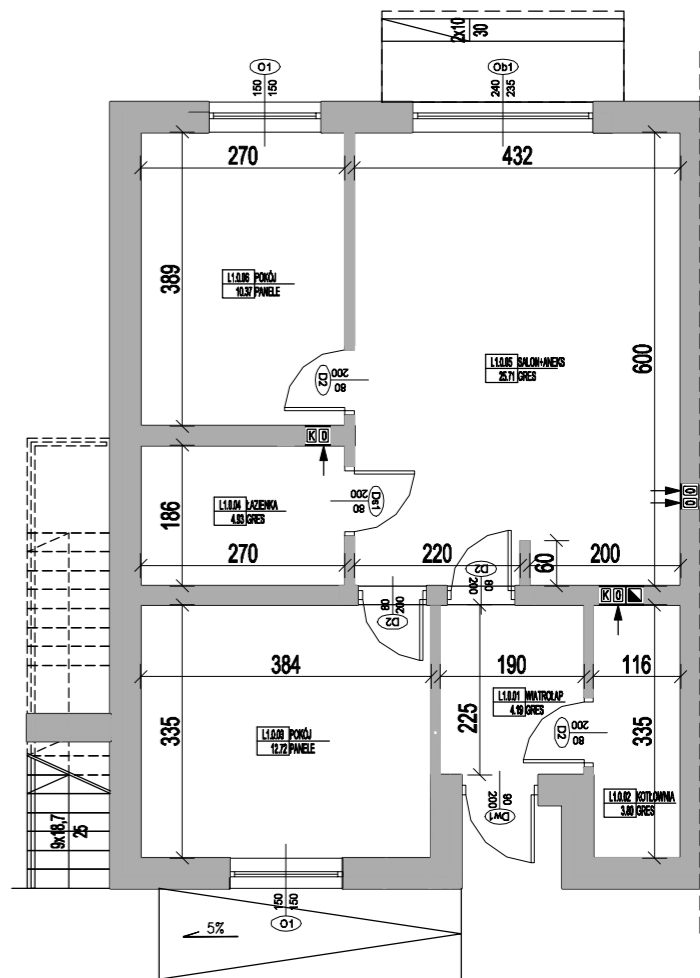 2x10
30
O1
150
150
Ob1
240
235
270
432
389
L1.0.06 POKÓJ
10.37 PANELE
600
L1.0.05 SALON+ANEKS
25.71 GRES
D2
80
200
K O
186
L1.0.04 ŁAZIENKA
4.93 GRES
Ds1
80
200
O
O
270
220
60
200
D2
80
200
D2
80
200
K O
384
190
116
335
225
335
L1.0.01 WIATROŁAP
4.19 GRES
L1.0.03 POKÓJ
12.72 PANELE
D2
80
200
L1.0.02 KOTŁOWNIA
3.80 GRES
Dw1
90
200
9x18,7
25
150
150
O1
5%